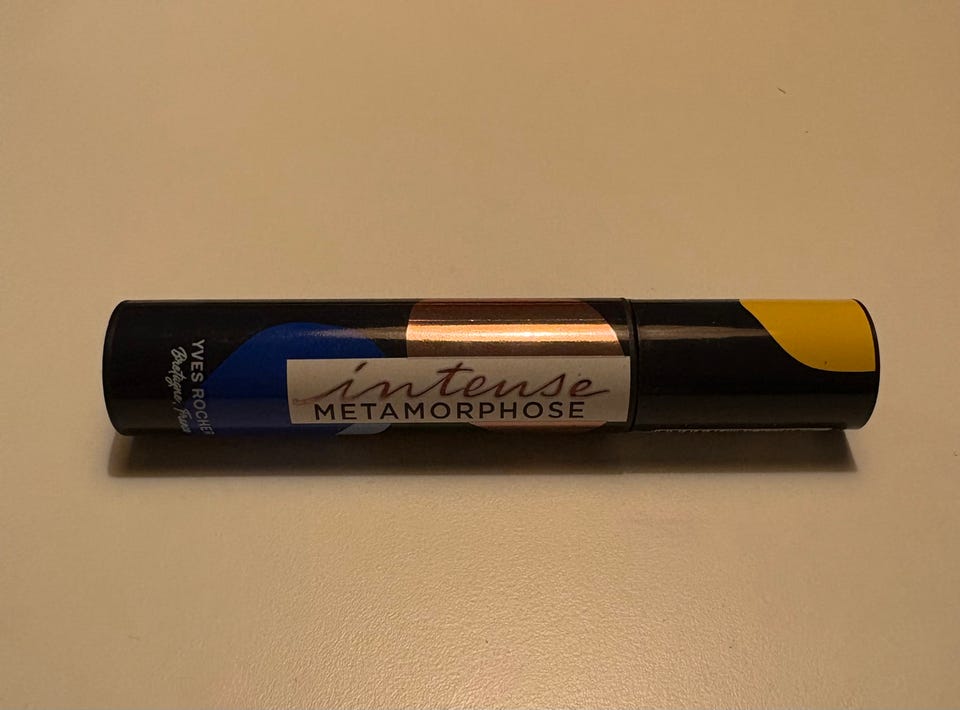 intense
METAMORPHOSE
YVES ROCHER
Bretagne, France